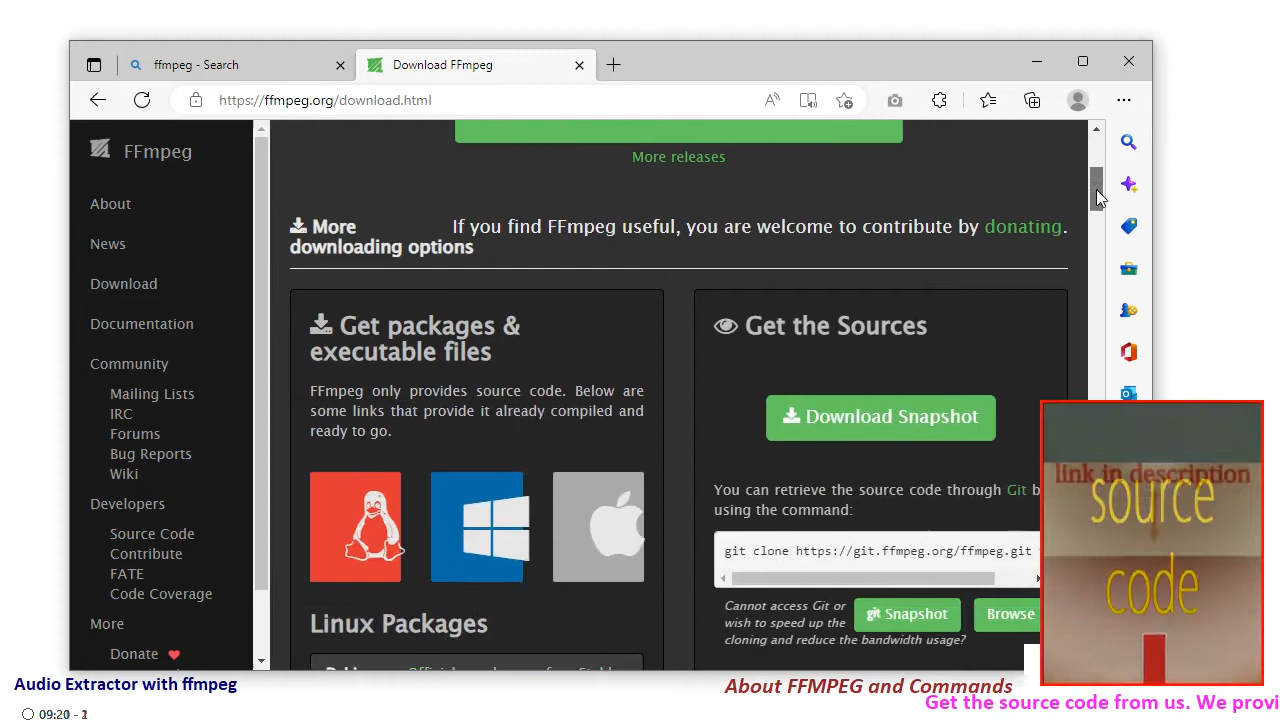 ffmpeg - Search
Download FFmpeg
https://ffmpeg.org/download.html
FFmpeg
About
News
Download
Documentation
Community
Mailing Lists
IRC
Forums
Bug Reports
Wiki
Developers
Source Code
Contribute
FATE
Code Coverage
More
Donate
More releases
More
downloading options
If you find FFmpeg useful, you are welcome to contribute by donating.
Get packages &
executable files
FFmpeg only provides source code. Below are
some links that provide it already compiled and
ready to go.
Linux Packages
Get the Sources
Download Snapshot
You can retrieve the source code through Git
using the command:
git clone https://git.ffmpeg.org/ffmpeg.git
Cannot access Git or
wish to speed up the
cloning and reduce the bandwidth usage?
git Snapshot
Browse
link in description
source
code
Audio Extractor with ffmpeg
About FFMPEG and Commands
Get the source code from us. We provi